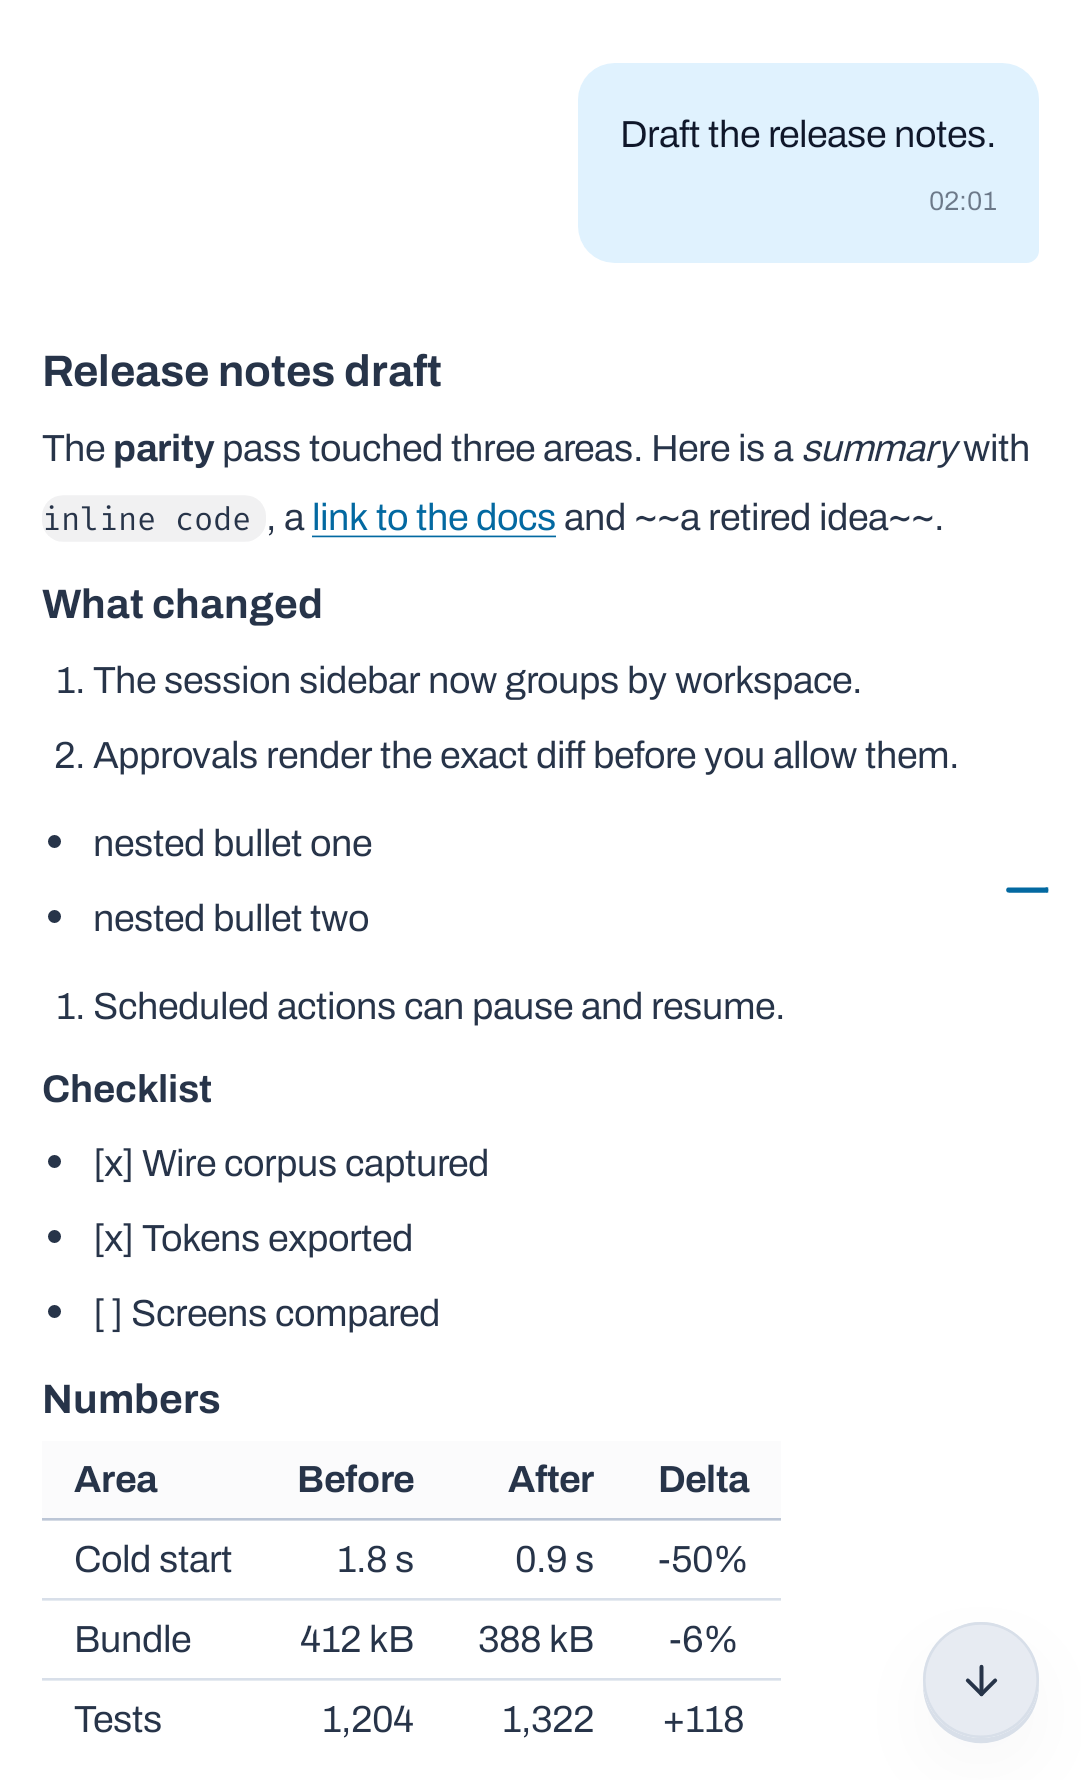 Draft the release notes.
02:01
Release notes draft
The parity pass touched three areas. Here is a summary with
inline code , a link to the docs and ~~a retired idea~~.
What changed
1. The session sidebar now groups by workspace.
2. Approvals render the exact diff before you allow them.
• nested bullet one
• nested bullet two
1. Scheduled actions can pause and resume.
Checklist
• [x] Wire corpus captured
• [x] Tokens exported
• [ ] Screens compared
Numbers
Area Before After Delta
Cold start 1.8 s 0.9 s -50%
Bundle 412 kB 388 kB -6%
Tests 1,204 1,322 +118